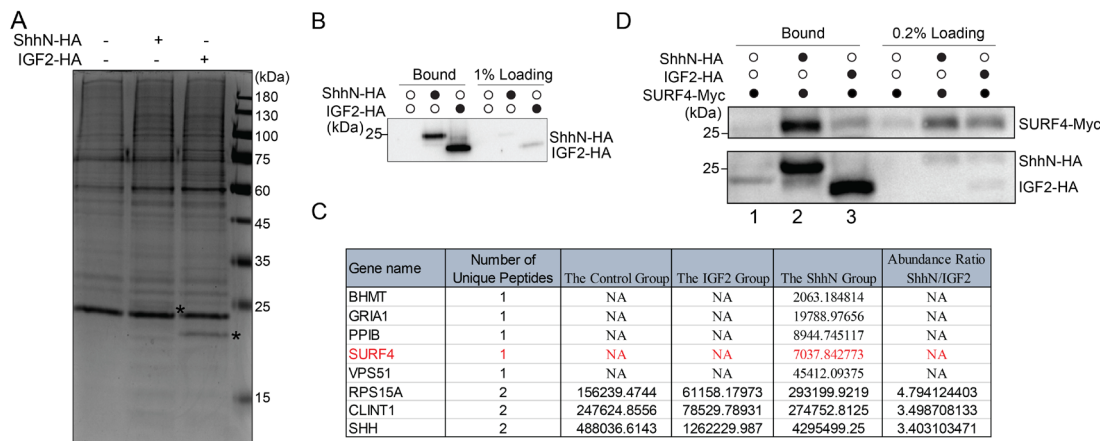 A
ShhN-HA - + -
IGF2-HA - - +
(kDa)
180
130
100
75
60
45
35
25
15
*
*
B
Bound 1% Loading
ShhN-HA
IGF2-HA
(kDa)
25
ShhN-HA
IGF2-HA
C
Gene name Number of Unique Peptides The Control Group The IGF2 Group The ShhN Group Abundance Ratio ShhN/IGF2
BHMT 1 NA NA 2063.184814 NA
GRIA1 1 NA NA 19788.97656 NA
PPIB 1 NA NA 8944.745117 NA
SURF4 1 NA NA 7037.842773 NA
VPS51 1 NA NA 45412.09375 NA
RPS15A 2 156239.4744 61158.17973 293199.9219 4.794124403
CLINT1 2 247624.8556 78529.78931 274752.8125 3.498708133
SHH 2 488036.6143 1262229.987 4295499.25 3.403103471
D
Bound 0.2% Loading
ShhN-HA
IGF2-HA
SURF4-Myc
(kDa)
25
SURF4-Myc
25
ShhN-HA
IGF2-HA
1 2 3